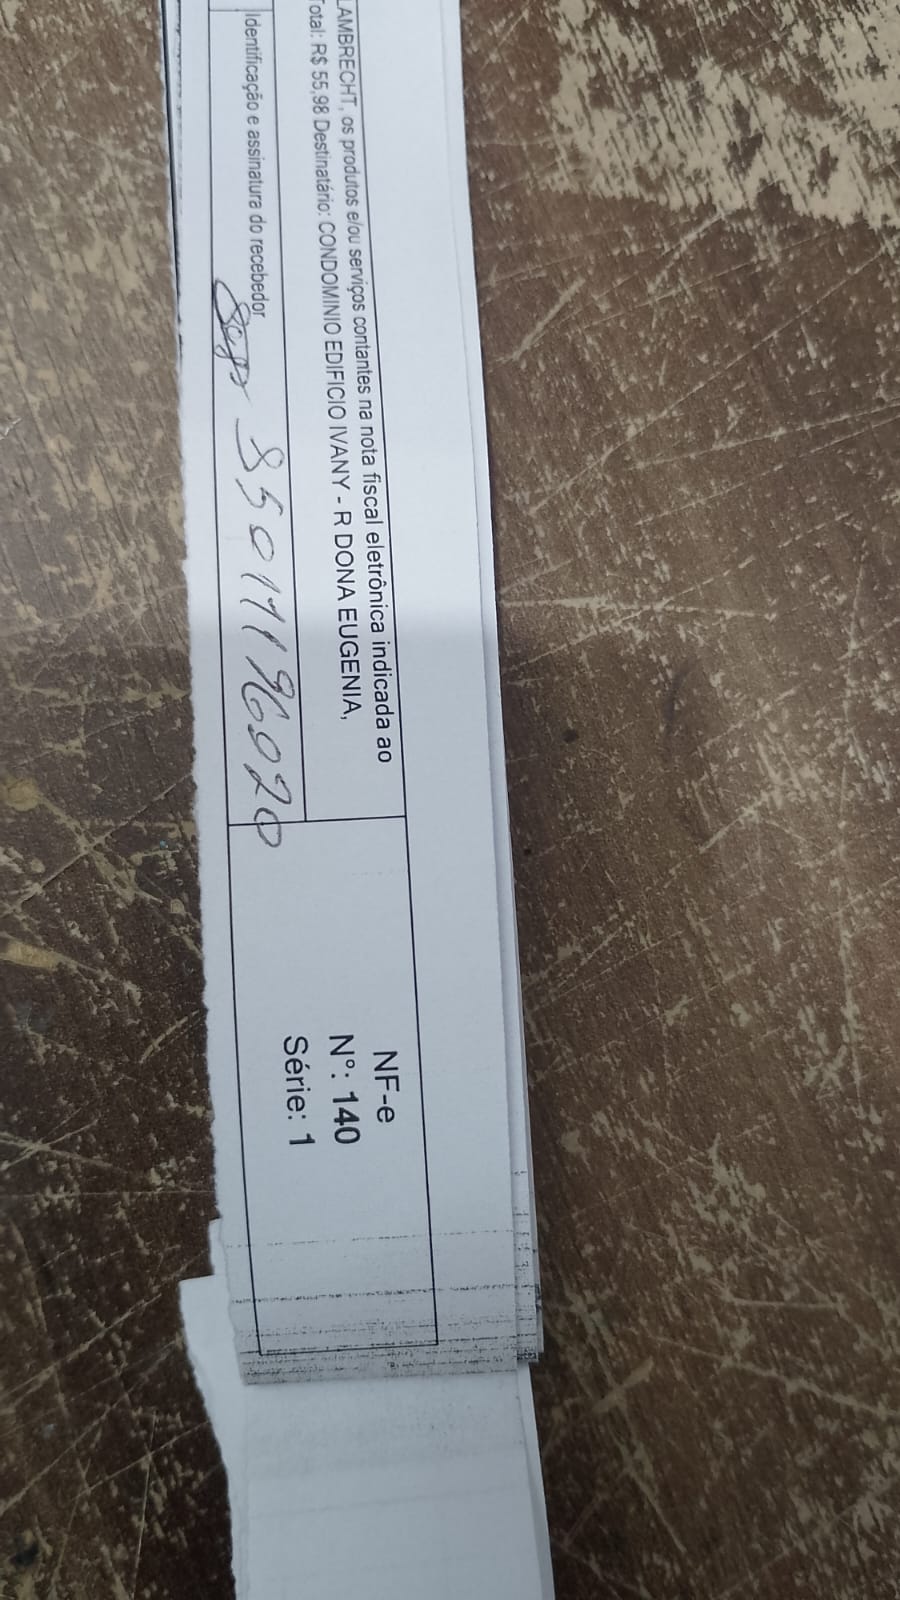 LAMBRECHT, os produtos e/ou serviços contantes na nota fiscal eletrônica indicada ao
Total: R$ 55,98 Destinatário: CONDOMINIO EDIFICIO IVANY - R DONA EUGENIA,
Identificação e assinatura do recebedor
NF-e
Nº: 140
Série: 1